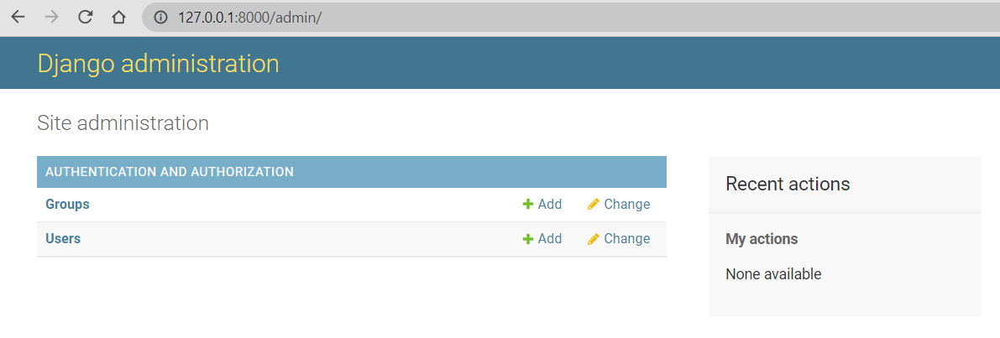 127.0.0.1:8000/admin/
Django administration
Site administration
AUTHENTICATION AND AUTHORIZATION
Groups Add Change
Users Add Change
Recent actions
My actions
None available